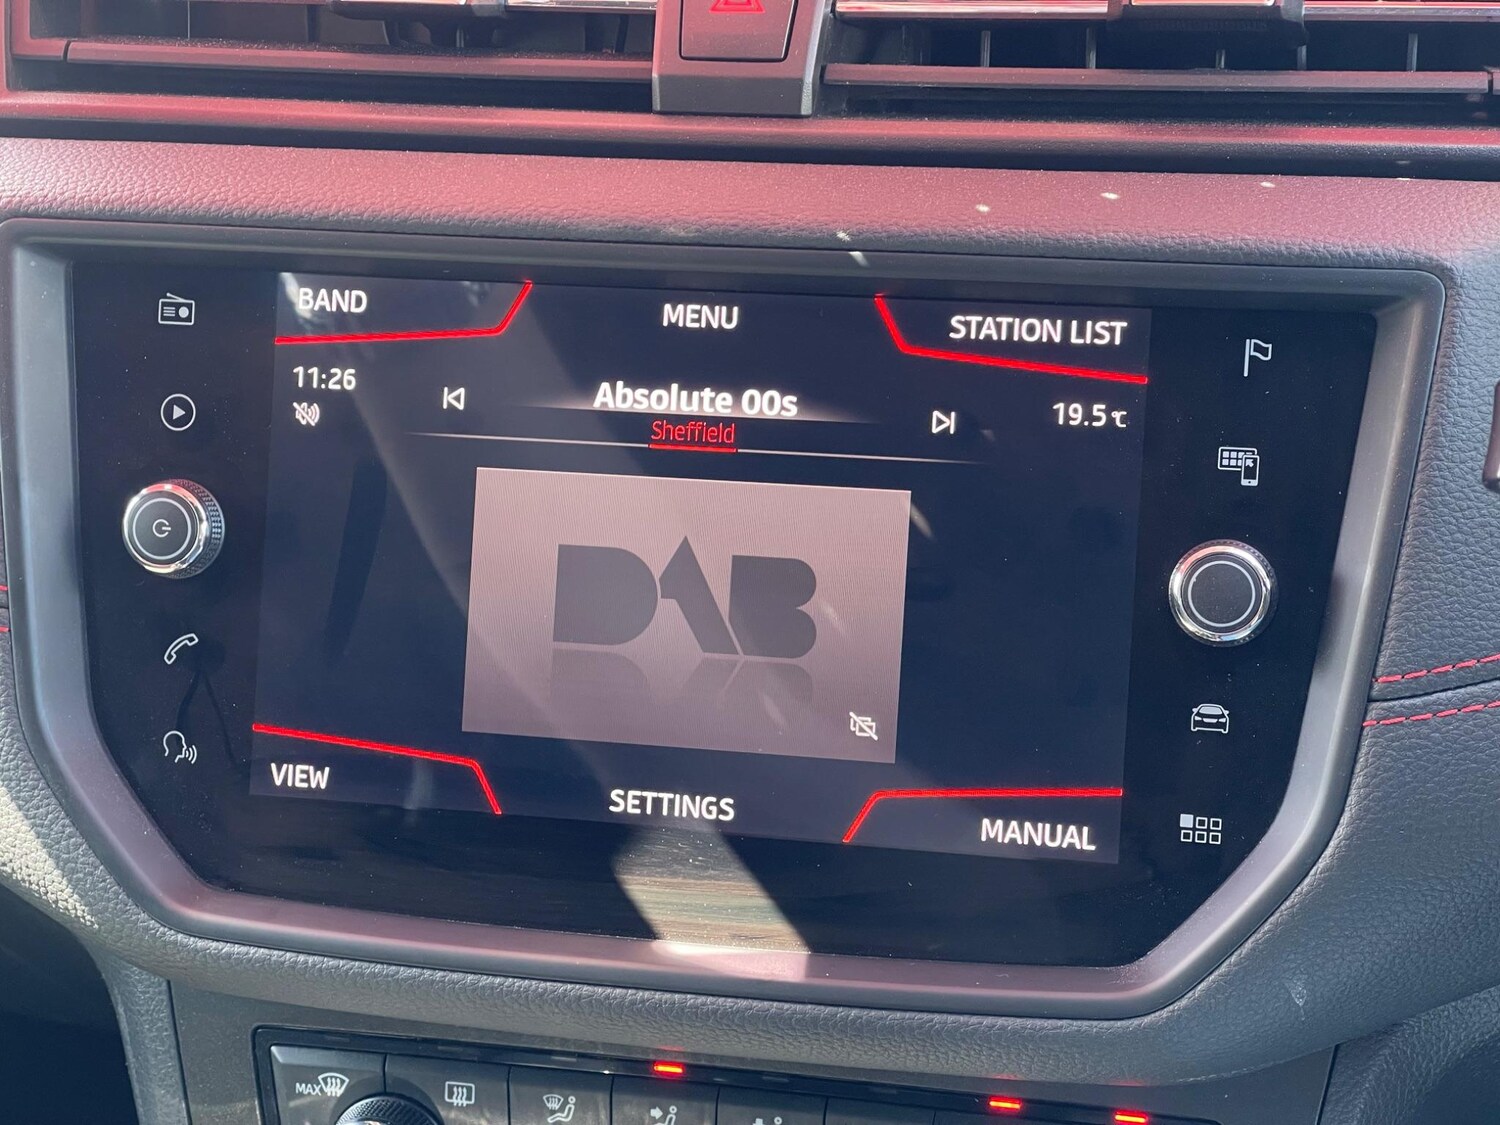 BAND
MENU
STATION LIST
11:26
Absolute 00s
19.5℃
Sheffield
DAB
VIEW
SETTINGS
MANUAL
MAX